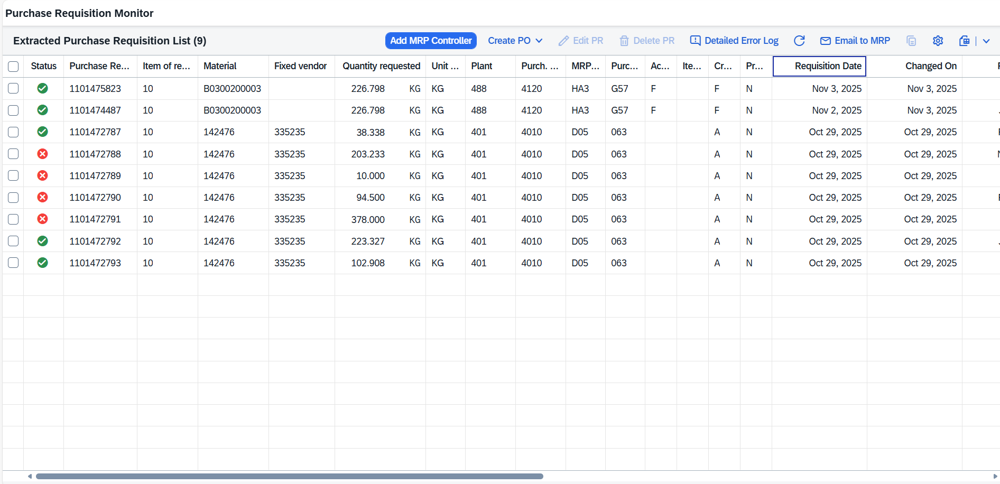 Purchase Requisition Monitor
Extracted Purchase Requisition List (9) Add MRP Controller Create PO Edit PR Delete PR Detailed Error Log Email to MRP
Status Purchase Re... Item of re... Material Fixed vendor Quantity requested Unit ... Plant Purch. ... MRP... Purc... Ac... Ite... Cr... Pr... Requisition Date Changed On
1101475823 10 B0300200003 226.798 KG KG 488 4120 HA3 G57 F F N Nov 3, 2025 Nov 3, 2025
1101474487 10 B0300200003 226.798 KG KG 488 4120 HA3 G57 F F N Nov 2, 2025 Nov 3, 2025
1101472787 10 142476 335235 38.338 KG KG 401 4010 D05 063 A N Oct 29, 2025 Oct 29, 2025
1101472788 10 142476 335235 203.233 KG KG 401 4010 D05 063 A N Oct 29, 2025 Oct 29, 2025
1101472789 10 142476 335235 10.000 KG KG 401 4010 D05 063 A N Oct 29, 2025 Oct 29, 2025
1101472790 10 142476 335235 94.500 KG KG 401 4010 D05 063 A N Oct 29, 2025 Oct 29, 2025
1101472791 10 142476 335235 378.000 KG KG 401 4010 D05 063 A N Oct 29, 2025 Oct 29, 2025
1101472792 10 142476 335235 223.327 KG KG 401 4010 D05 063 A N Oct 29, 2025 Oct 29, 2025
1101472793 10 142476 335235 102.908 KG KG 401 4010 D05 063 A N Oct 29, 2025 Oct 29, 2025